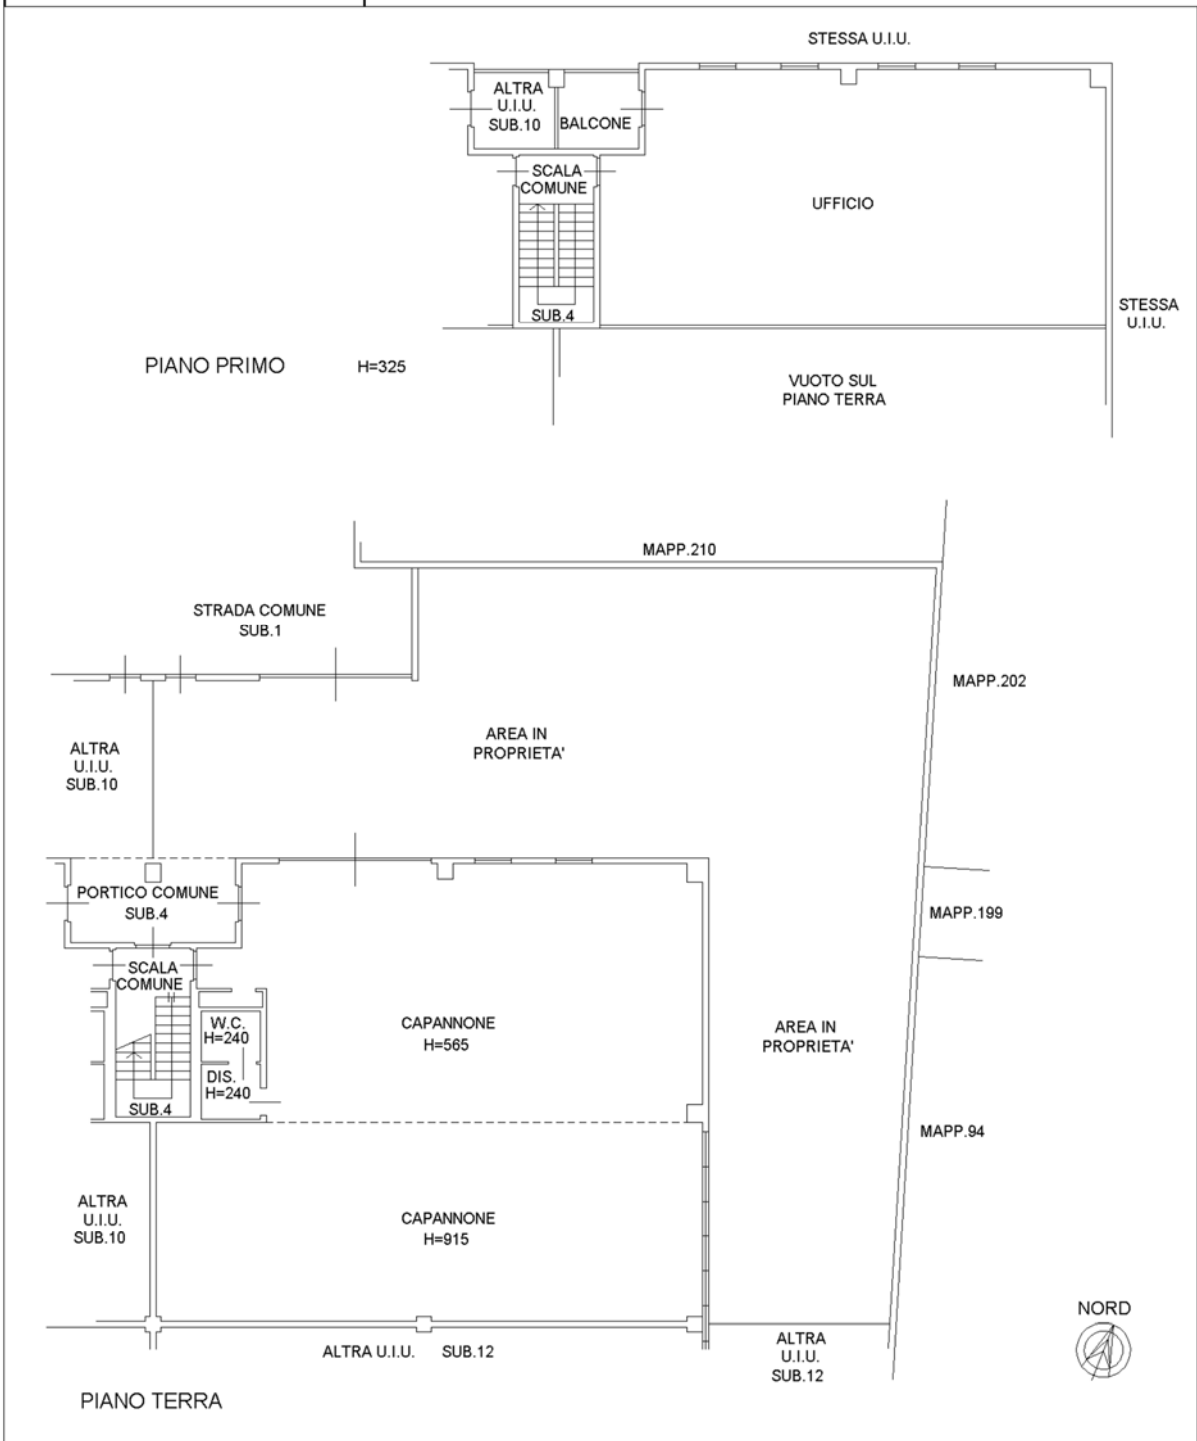 STESSA U.I.U.
ALTRA
U.I.U.
SUB.10
BALCONE
SCALA
COMUNE
UFFICIO
SUB.4
STESSA
U.I.U.
PIANO PRIMO
H=325
VUOTO SUL
PIANO TERRA
MAPP.210
STRADA COMUNE
SUB.1
MAPP.202
AREA IN
PROPRIETA'
ALTRA
U.I.U.
SUB.10
PORTICO COMUNE
SUB.4
MAPP.199
SCALA
COMUNE
W.C.
H=240
CAPANNONE
H=565
AREA IN
PROPRIETA'
DIS.
H=240
SUB.4
MAPP.94
ALTRA
U.I.U.
SUB.10
CAPANNONE
H=915
NORD
ALTRA U.I.U. SUB.12
ALTRA
U.I.U.
SUB.12
PIANO TERRA